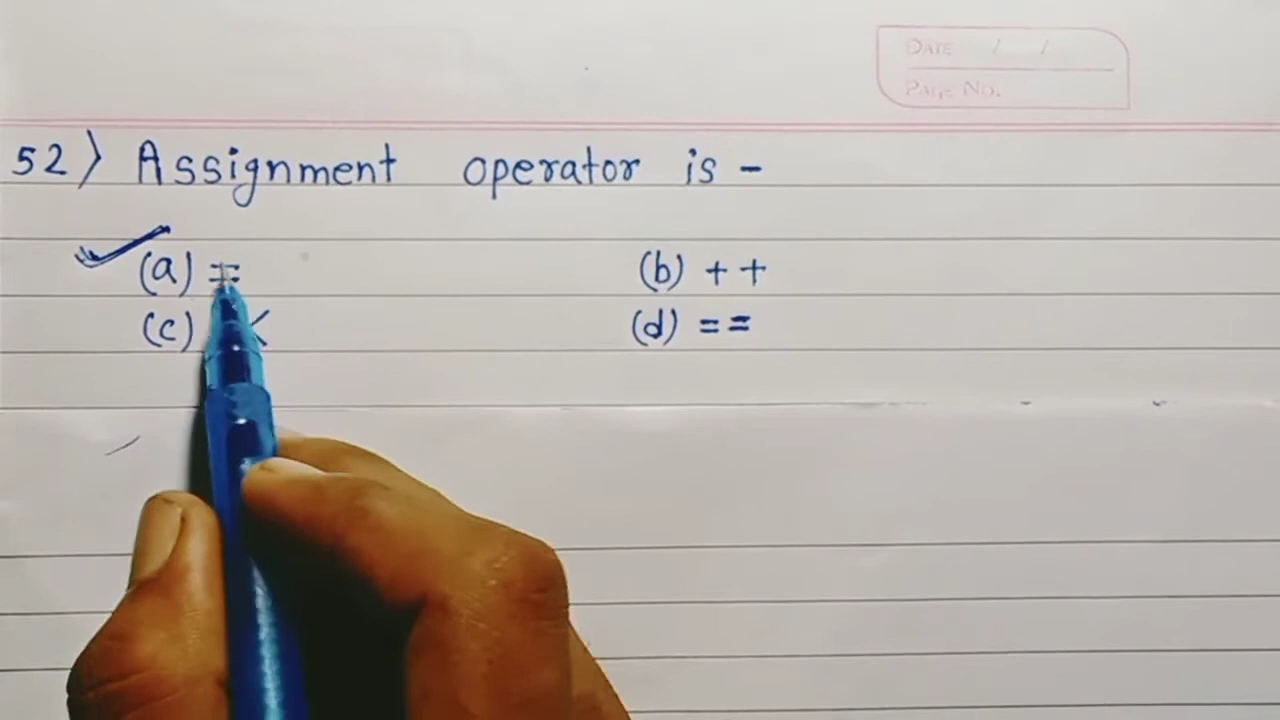 DATE / /
PAGE NO.
52) Assignment operator is -
(a) = (b) ++
(c) < (d) ==